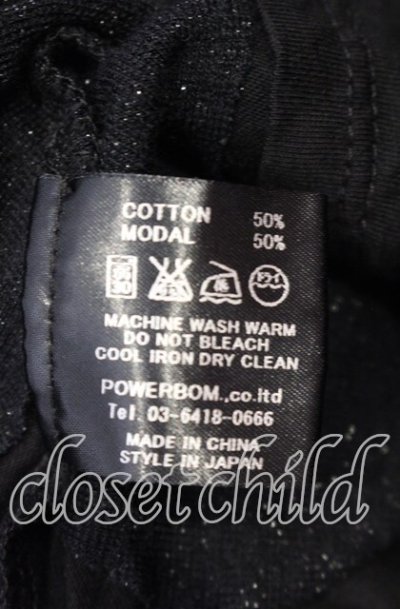 COTTON 50%
MODAL 50%
MACHINE WASH WARM
DO NOT BLEACH
COOL IRON DRY CLEAN
POWERBOM.,co.ltd
Tel. 03-6418-0666
MADE IN CHINA
STYLE IN JAPAN
closet child